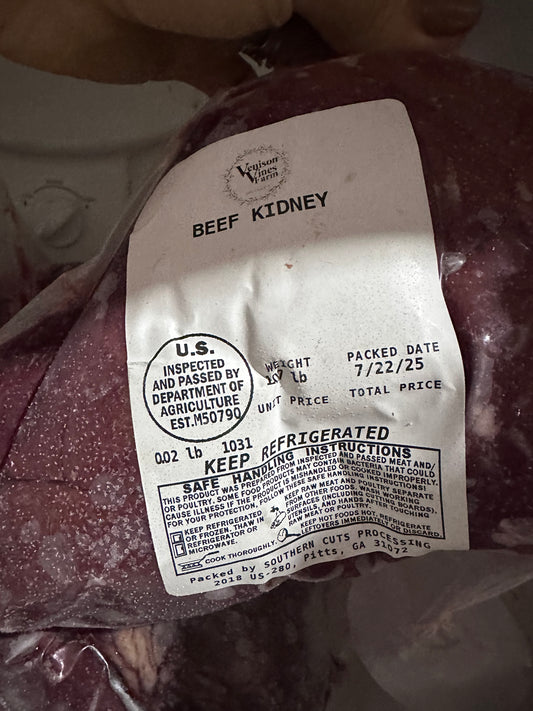 Venison
Vines
Farm
BEEF KIDNEY
U.S.
INSPECTED
AND PASSED BY
DEPARTMENT OF
AGRICULTURE
EST.M50790
WEIGHT
lb
PACKED DATE
7/22/25
UNIT PRICE
TOTAL PRICE
0.02 lb 1031
KEEP REFRIGERATED
SAFE HANDLING INSTRUCTIONS
THIS PRODUCT WAS PREPARED FROM INSPECTED AND PASSED MEAT AND/
OR POULTRY. SOME FOOD PRODUCTS MAY CONTAIN BACTERIA THAT COULD
CAUSE ILLNESS IF THE PRODUCT IS MISHANDLED OR COOKED IMPROPERLY.
FOR YOUR PROTECTION, FOLLOW THESE SAFE HANDLING INSTRUCTIONS!
KEEP REFRIGERATED
OR FROZEN. THAW IN
REFRIGERATOR OR
MICROWAVE.
KEEP RAW MEAT AND POULTRY SEPARATE
FROM OTHER FOODS. WASH WORKING
SURFACES (INCLUDING CUTTING BOARDS),
UTENSILS, AND HANDS AFTER TOUCHING
RAW MEAT OR POULTRY.
COOK THOROUGHLY.
KEEP HOT FOODS HOT. REFRIGERATE
LEFTOVERS IMMEDIATELY OR DISCARD.
Packed by SOUTHERN CUTS PROCESSING
2018 US-280, Pitts, GA 31072